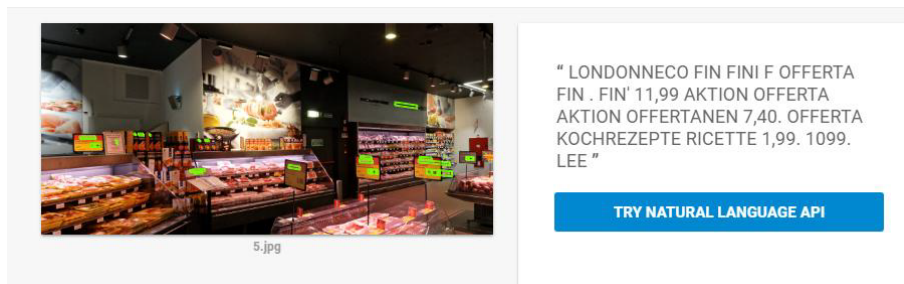 5.jpg
“ LONDONNECO FIN FINI F OFFERTA
FIN . FIN' 11,99 AKTION OFFERTA
AKTION OFFERTANEN 7,40. OFFERTA
KOCHREZEPTE RICETTE 1,99. 1099.
LEE ”
TRY NATURAL LANGUAGE API